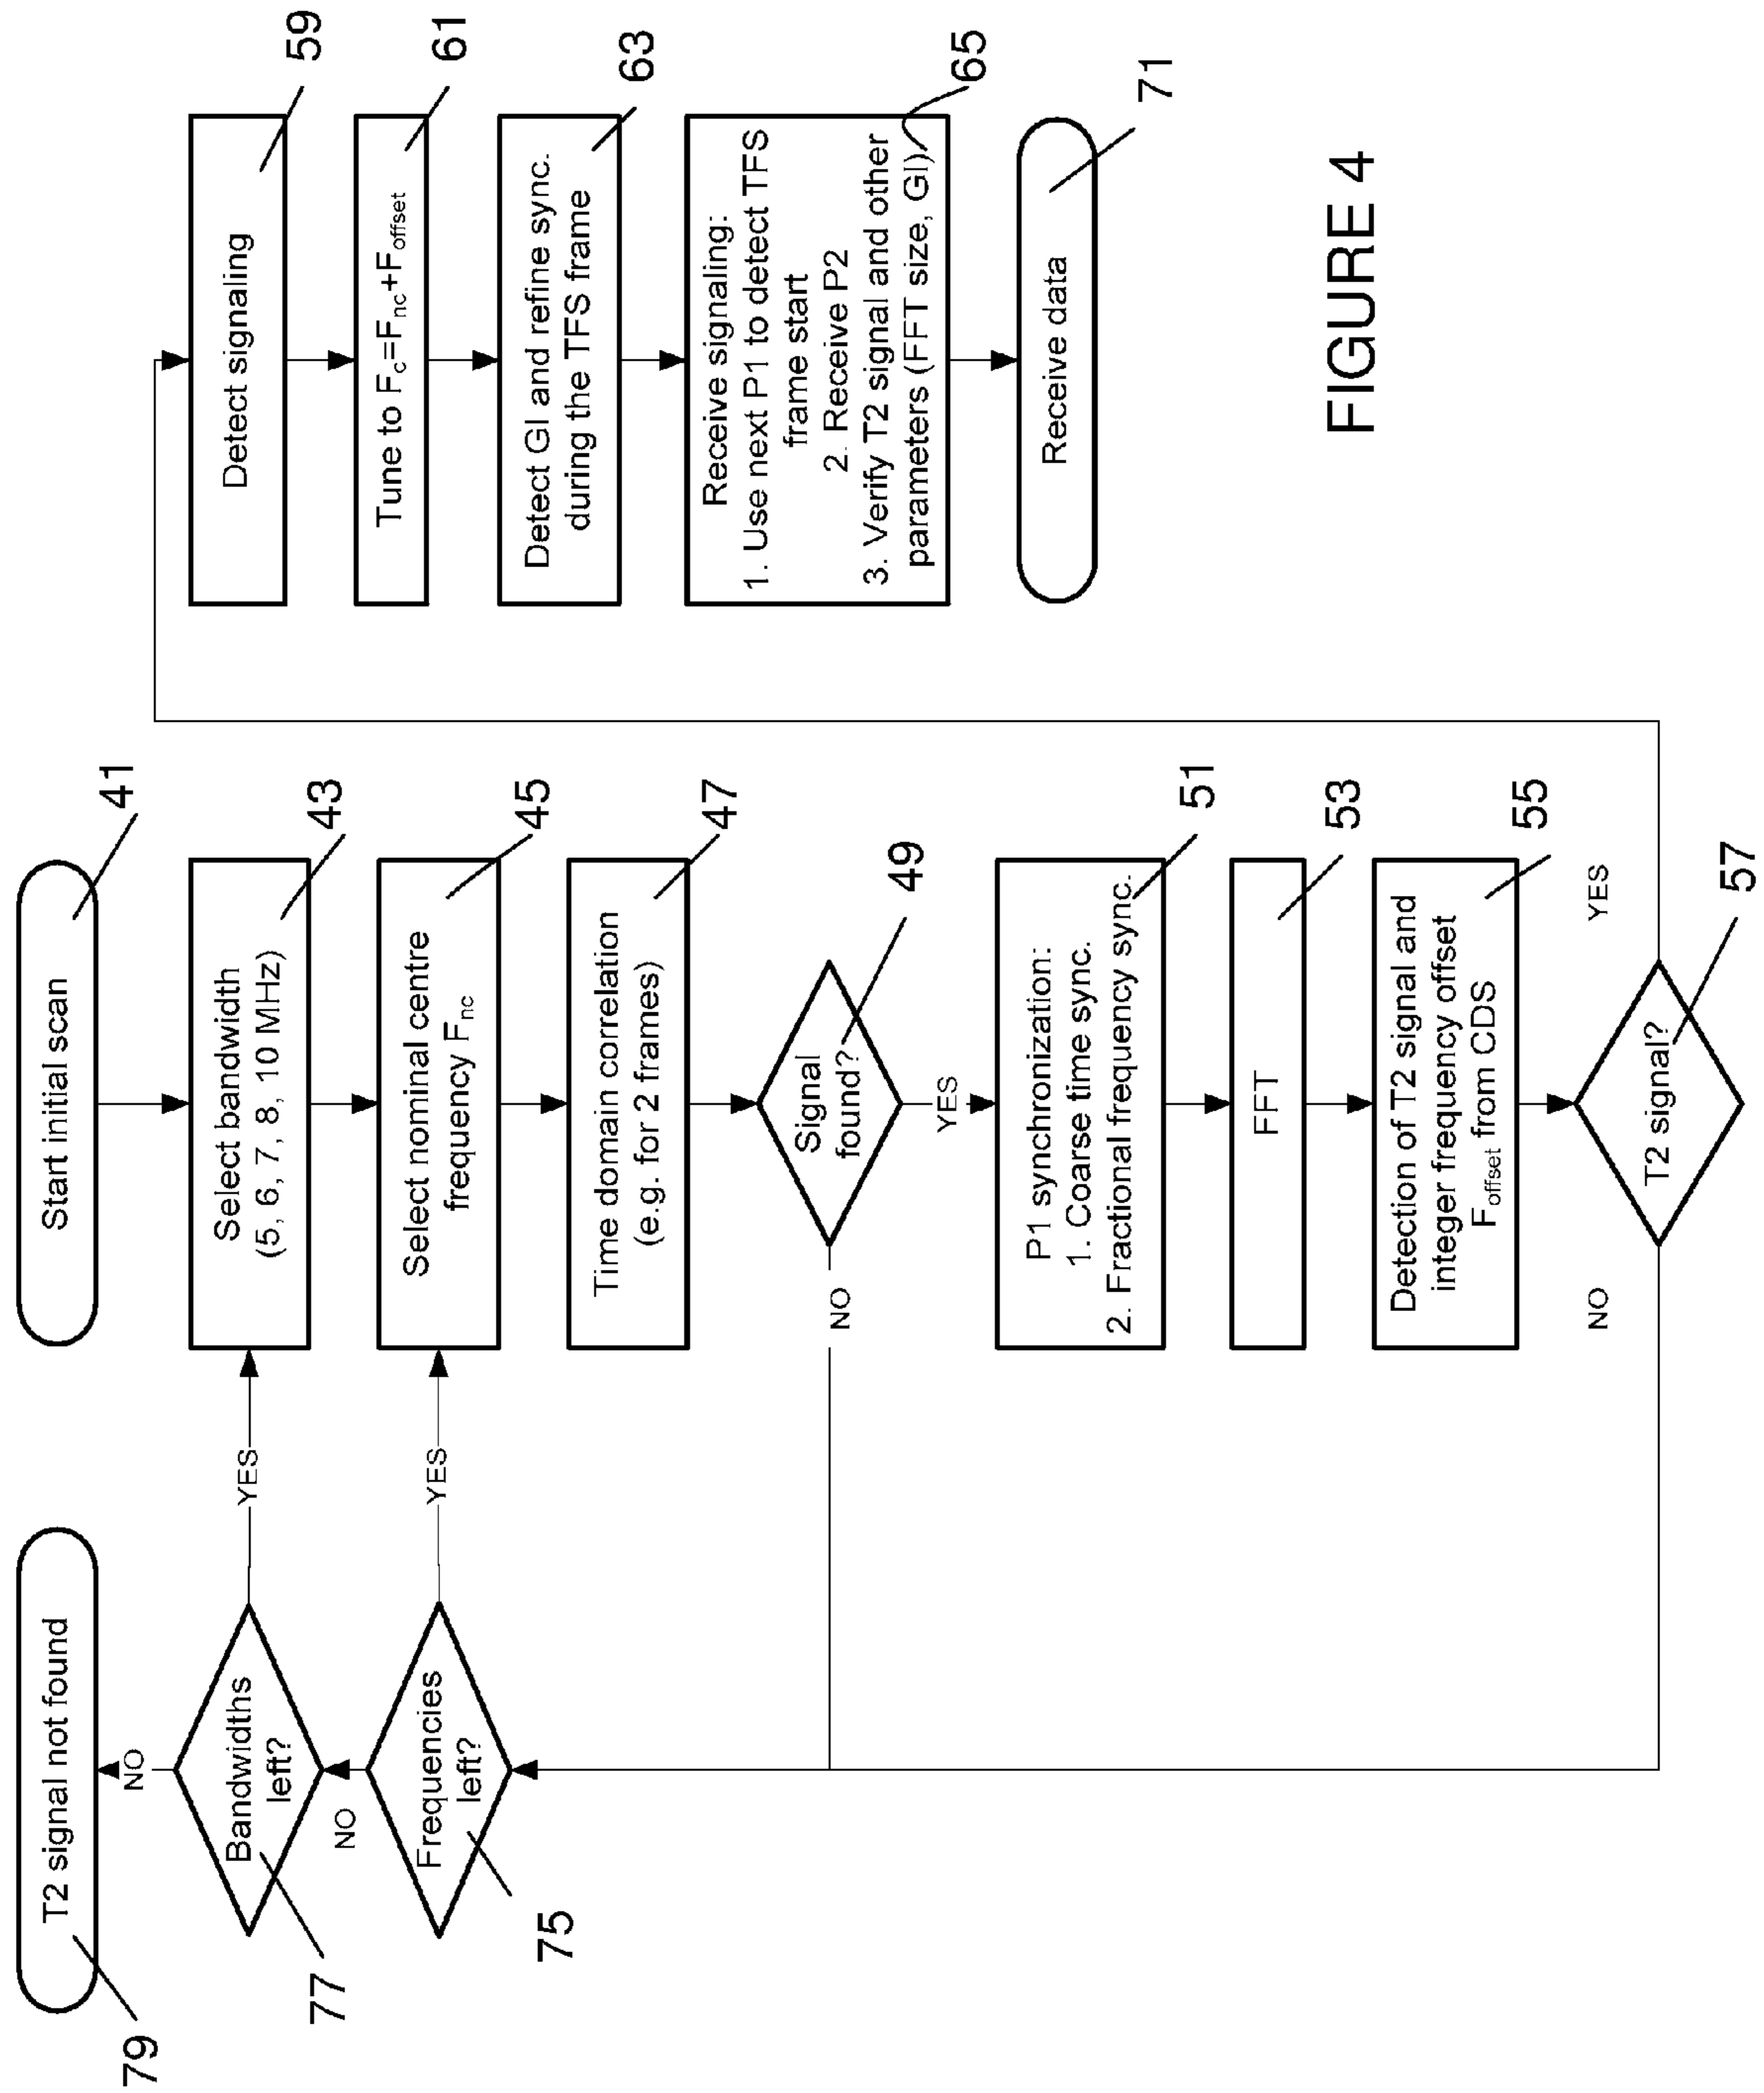 79
T2 signal not found
NO
77
Bandwidths
left?
YES
NO
75
Frequencies
left?
YES
Start initial scan
41
Select bandwidth
(5, 6, 7, 8, 10 MHz)
43
Select nominal centre
frequency Fnc
45
Time domain correlation
(e.g. for 2 frames)
47
Signal
found?
49
NO
YES
P1 synchronization:
1. Coarse time sync.
2. Fractional frequency sync.
51
FFT
53
Detection of T2 signal and
integer frequency offset
Foffset from CDS
55
T2 signal?
57
NO
YES
Detect signaling
59
Tune to Fc=Fnc+Foffset
61
Detect GI and refine sync.
during the TFS frame
63
Receive signaling:
1. Use next P1 to detect TFS
frame start
2. Receive P2
3. Verify T2 signal and other
parameters (FFT size, GI)
65
Receive data
71
FIGURE 4